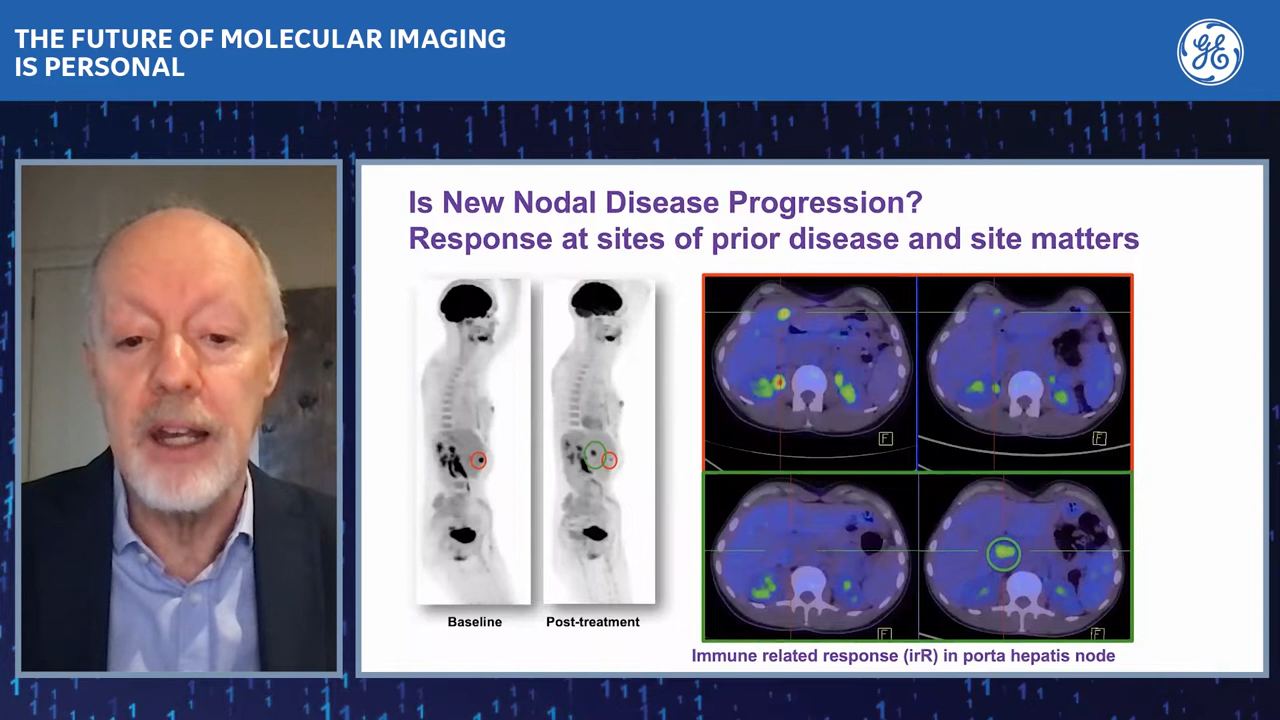 THE FUTURE OF MOLECULAR IMAGING
IS PERSONAL
GE
Is New Nodal Disease Progression?
Response at sites of prior disease and site matters
Baseline
Post-treatment
F
F
F
F
Immune related response (irR) in porta hepatis node